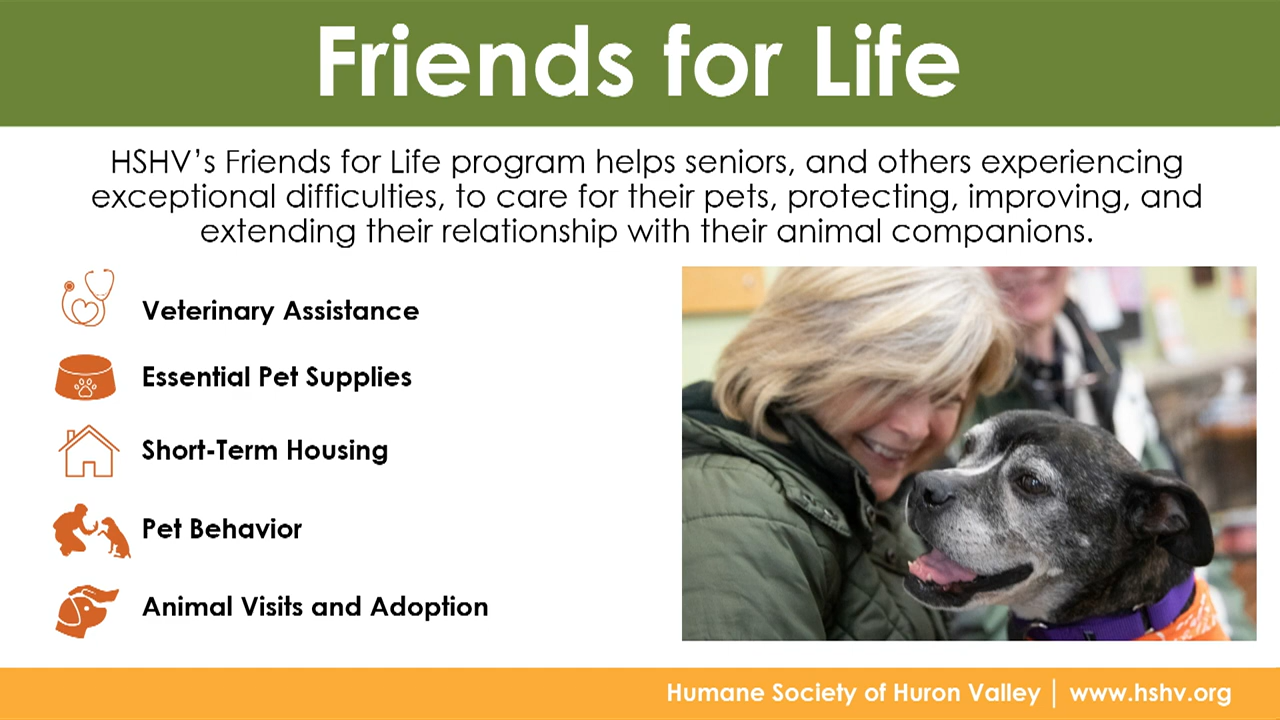 Friends for Life
HSHV’s Friends for Life program helps seniors, and others experiencing
exceptional difficulties, to care for their pets, protecting, improving, and
extending their relationship with their animal companions.
Veterinary Assistance
Essential Pet Supplies
Short-Term Housing
Pet Behavior
Animal Visits and Adoption
Humane Society of Huron Valley | www.hshv.org